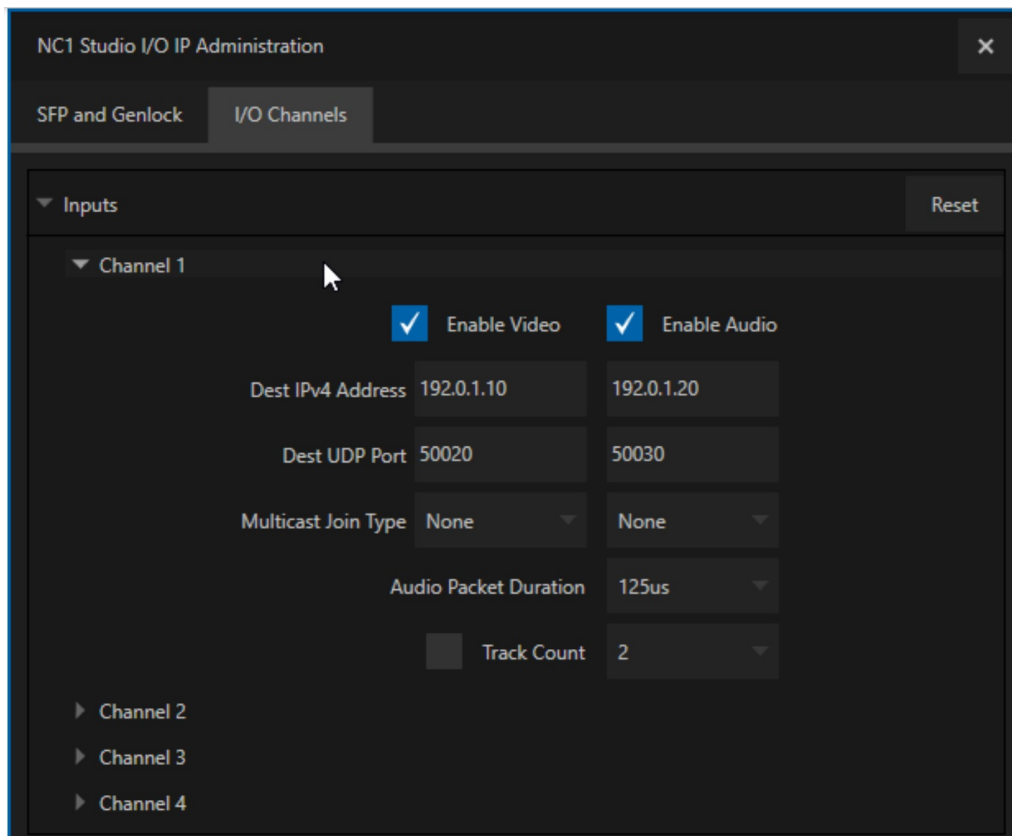 NC1 Studio I/O IP Administration
SFP and Genlock I/O Channels
Inputs Reset
Channel 1
Enable Video Enable Audio
Dest IPv4 Address 192.0.1.10 192.0.1.20
Dest UDP Port 50020 50030
Multicast Join Type None None
Audio Packet Duration 125us
Track Count 2
Channel 2
Channel 3
Channel 4